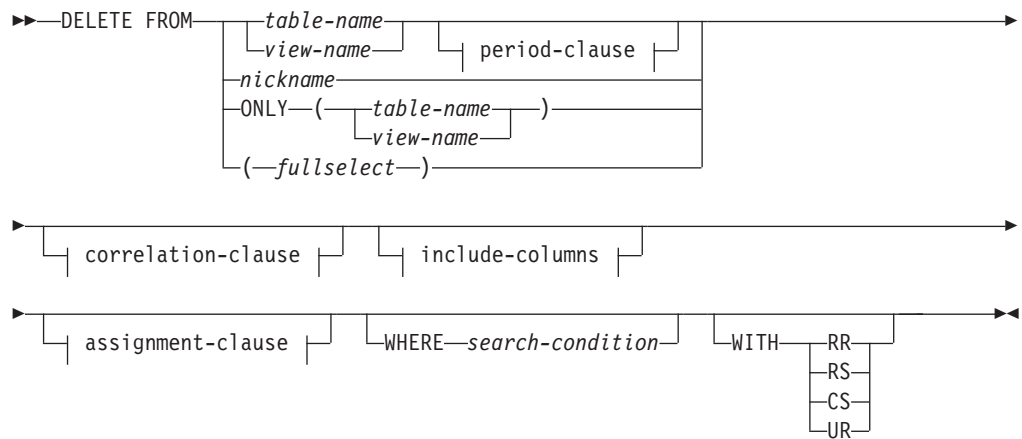 DELETE FROM table-name
view-name period-clause
nickname
ONLY ( table-name )
view-name
( fullselect )
correlation-clause include-columns
assignment-clause WHERE search-condition WITH RR
RS
CS
UR